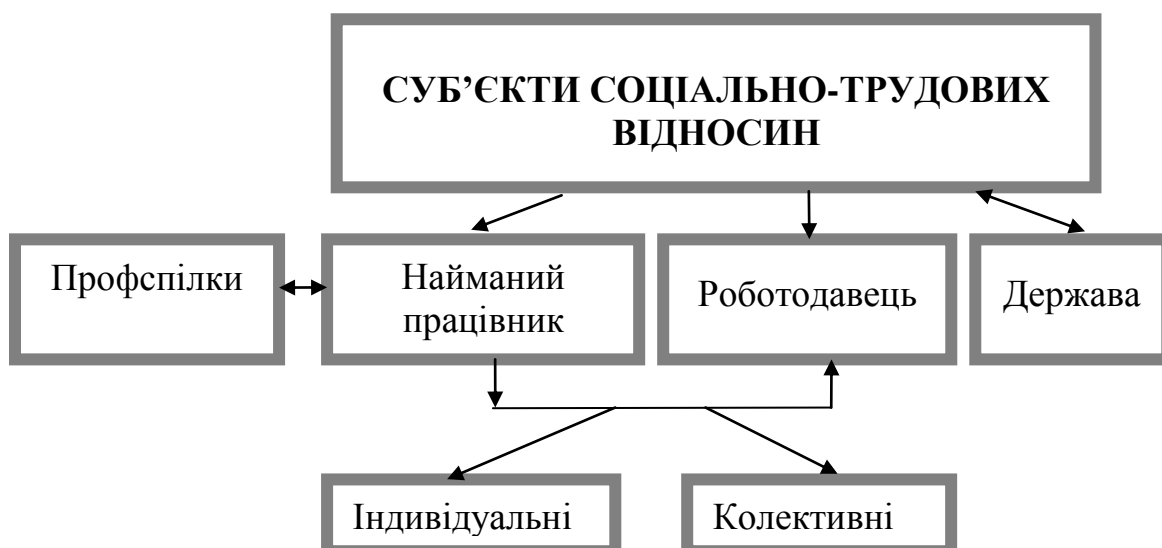 СУБ’ЄКТИ СОЦІАЛЬНО-ТРУДОВИХ
ВІДНОСИН
Профспілки
Найманий
працівник
Роботодавець
Держава
Індивідуальні
Колективні